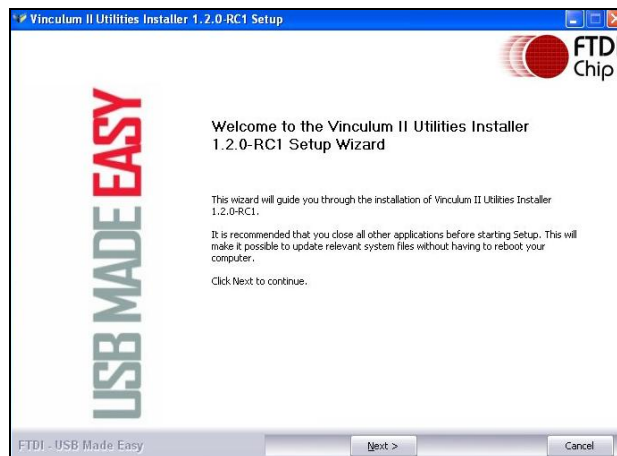 Vinculum II Utilities Installer 1.2.0-RC1 Setup
FTDI
Chip
USB MADE EASY
Welcome to the Vinculum II Utilities Installer
1.2.0-RC1 Setup Wizard
This wizard will guide you through the installation of Vinculum II Utilities Installer
1.2.0-RC1.
It is recommended that you close all other applications before starting Setup. This will
make it possible to update relevant system files without having to reboot your
computer.
Click Next to continue.
FTDI - USB Made Easy
Next >
Cancel